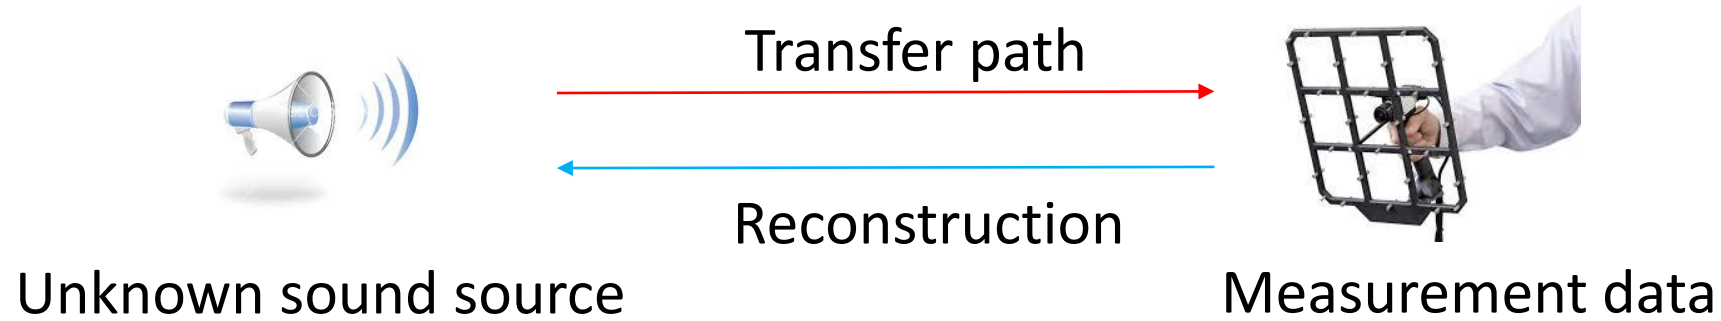 Transfer path
Reconstruction
Unknown sound source
Measurement data